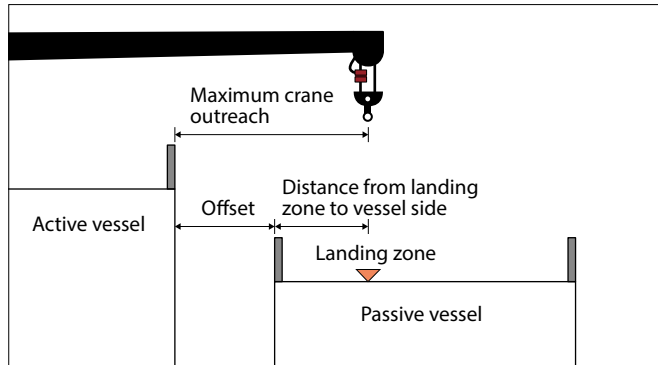 Maximum crane
outreach
Offset
Distance from landing
zone to vessel side
Active vessel
Landing zone
Passive vessel